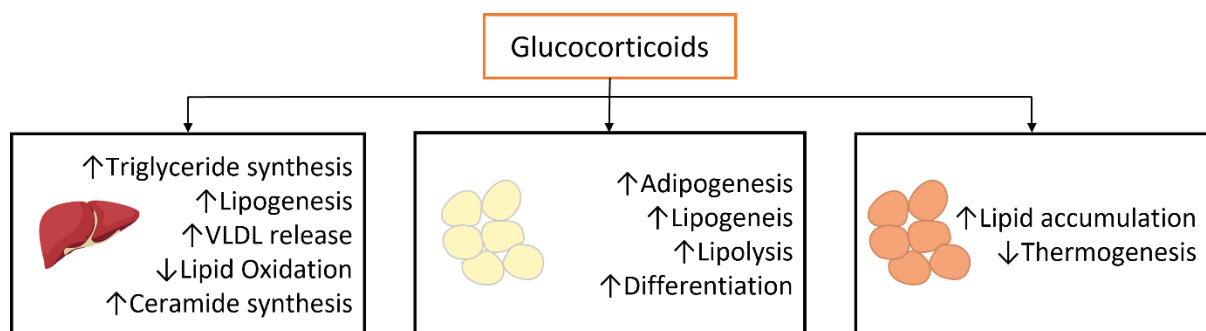 Glucocorticoids
↑Triglyceride synthesis
↑Lipogenesis
↑VLDL release
↓Lipid Oxidation
↑Ceramide synthesis
↑Adipogenesis
↑Lipogeneis
↑Lipolysis
↑Differentiation
↑Lipid accumulation
↓Thermogenesis